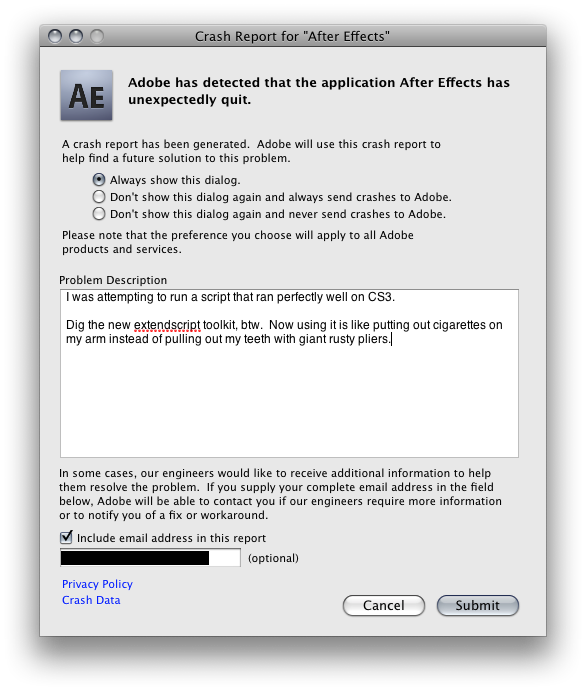 Crash Report for "After Effects"
AE
Adobe has detected that the application After Effects has
unexpectedly quit.
A crash report has been generated.  Adobe will use this crash report to
help find a future solution to this problem.
Always show this dialog.
Don't show this dialog again and always send crashes to Adobe.
Don't show this dialog again and never send crashes to Adobe.
Please note that the preference you choose will apply to all Adobe
products and services.
Problem Description
I was attempting to run a script that ran perfectly well on CS3.
Dig the new extendscript toolkit, btw.  Now using it is like putting out cigarettes on
my arm instead of pulling out my teeth with giant rusty pliers.
In some cases, our engineers would like to receive additional information to help
them resolve the problem.  If you supply your complete email address in the field
below, Adobe will be able to contact you if our engineers require more information
or to notify you of a fix or workaround.
Include email address in this report
(optional)
Privacy Policy
Crash Data
Cancel
Submit